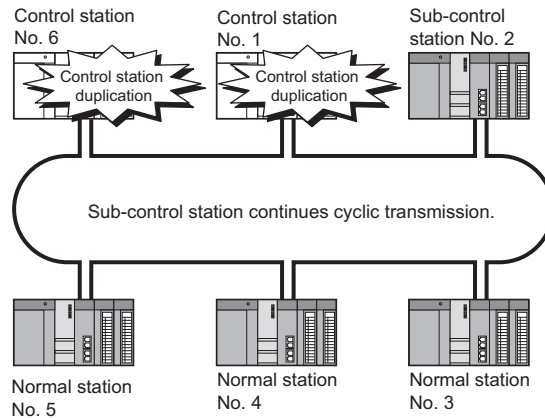 Control station
No. 6
Control station
No. 1
Sub-control
station No. 2
Control station
duplication
Control station
duplication
Sub-control station continues cyclic transmission.
Normal station
No. 5
Normal station
No. 4
Normal station
No. 3